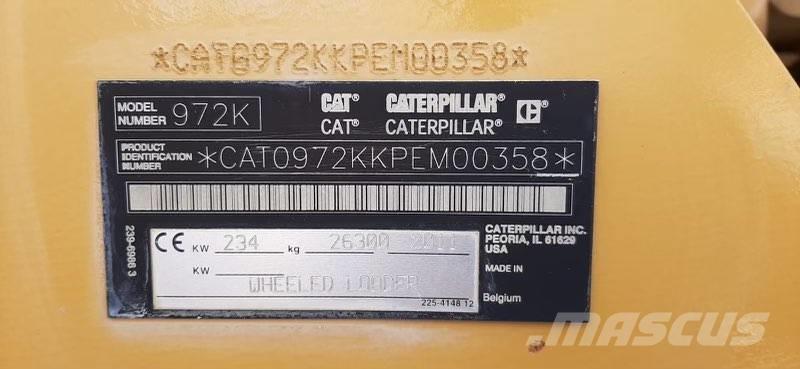 *CAT0972KKPEM00358*
MODEL NUMBER 972K
CAT® CATERPILLAR® C®
CAT® CATERPILLAR®
PRODUCT IDENTIFICATION NUMBER *CAT0972KKPEM00358*
239-6986 3
CE KW 234 kg 26300 2011
KW
WHEELED LOADER
225-4148 12
CATERPILLAR INC.
PEORIA, IL 61629
USA
MADE IN
Belgium
MASCUS